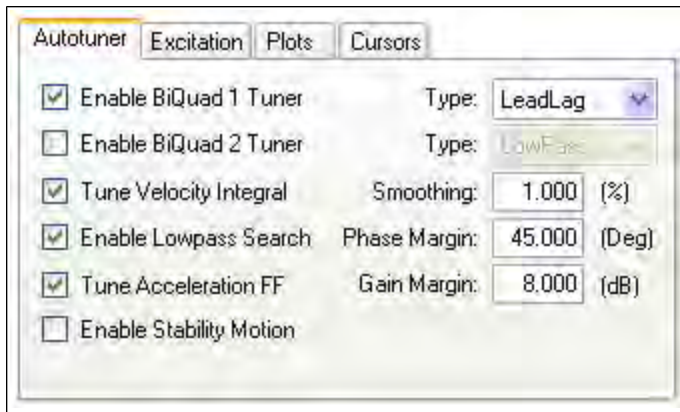 Autotuner Excitation Plots Cursors
Enable BiQuad 1 Tuner Type: LeadLag
Enable BiQuad 2 Tuner Type: LowPass
Tune Velocity Integral Smoothing: 1.000 (%)
Enable Lowpass Search Phase Margin: 45.000 (Deg)
Tune Acceleration FF Gain Margin: 8.000 (dB)
Enable Stability Motion